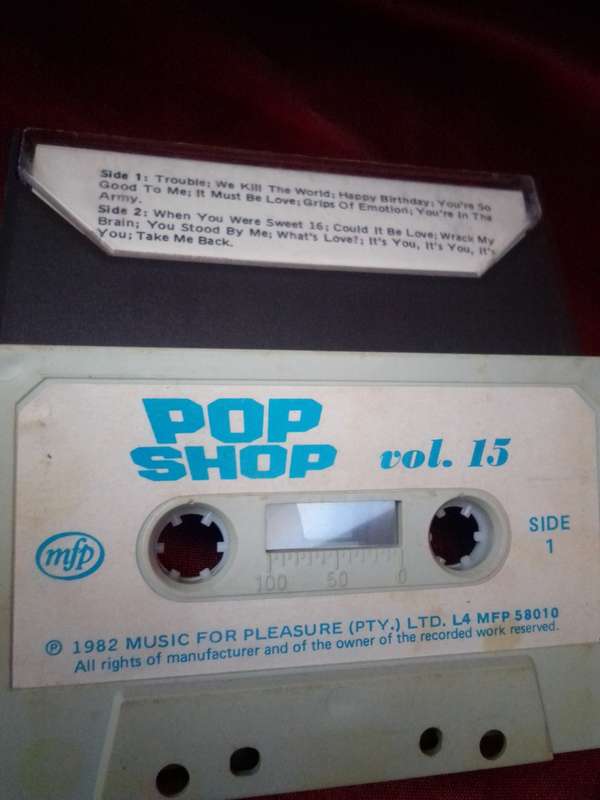 Side 1: Trouble; We Kill The World; Happy Birthday; You're So
Good To Me; It Must Be Love; Grips Of Emotion; You're In The
Army.
Side 2: When You Were Sweet 16; Could It Be Love; Wrack My
Brain; You Stood By Me; What's Love?; It's You, It's You, It's
You; Take Me Back.
POP
SHOP vol. 15
mfp
SIDE
1
100 50 0
℗ 1982 MUSIC FOR PLEASURE (PTY.) LTD. L4 MFP 58010
All rights of manufacturer and of the owner of the recorded work reserved.